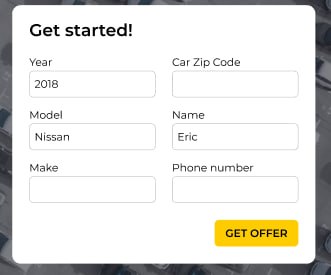 Get started!
Year
Car Zip Code
2018
Model
Name
Nissan
Eric
Make
Phone number
GET OFFER